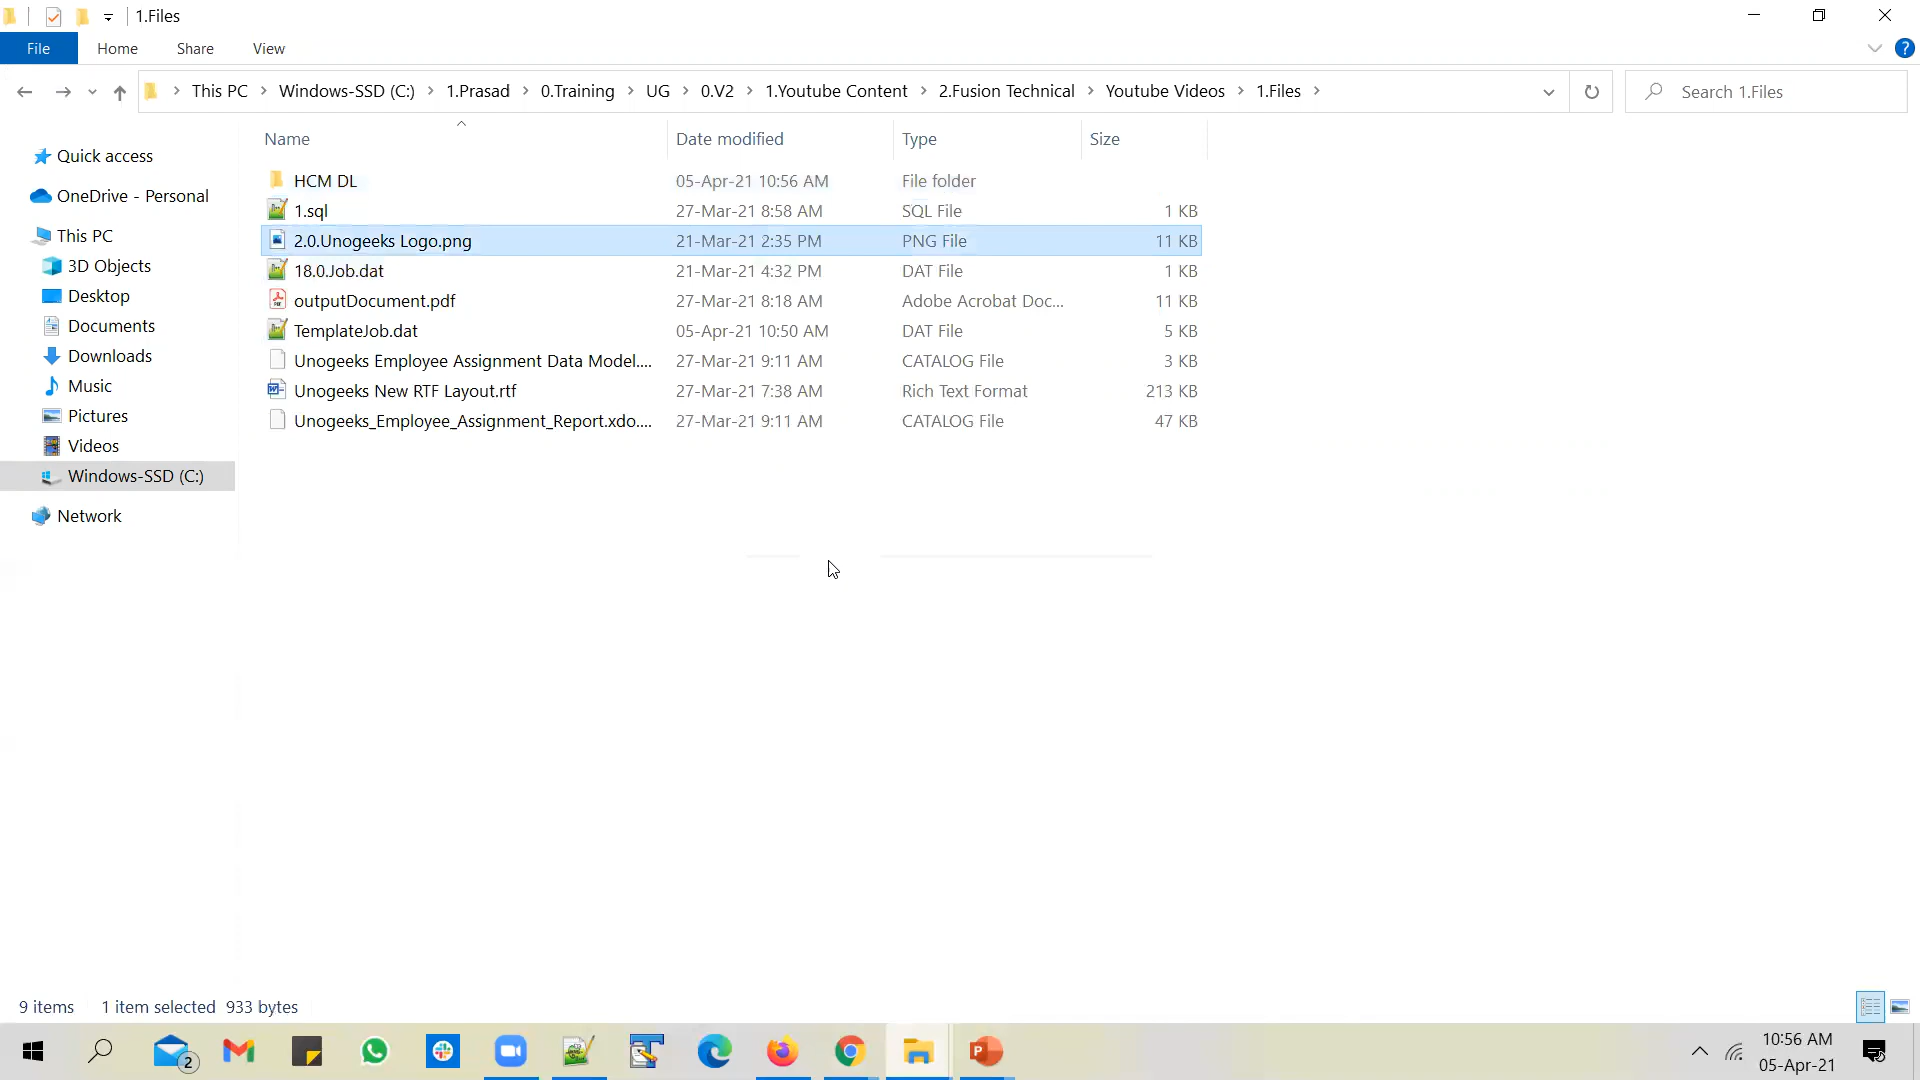 1.Files
File Home Share View
This PC Windows-SSD (C:) 1.Prasad 0.Training UG 0.V2 1.Youtube Content 2.Fusion Technical Youtube Videos 1.Files Search 1.Files
Name Date modified Type Size
Quick access
OneDrive - Personal
This PC
3D Objects
Desktop
Documents
Downloads
Music
Pictures
Videos
Windows-SSD (C:)
Network
HCM DL 05-Apr-21 10:56 AM File folder
1.sql 27-Mar-21 8:58 AM SQL File 1 KB
2.0.Unogeeks Logo.png 21-Mar-21 2:35 PM PNG File 11 KB
18.0.Job.dat 21-Mar-21 4:32 PM DAT File 1 KB
outputDocument.pdf 27-Mar-21 8:18 AM Adobe Acrobat Doc... 11 KB
TemplateJob.dat 05-Apr-21 10:50 AM DAT File 5 KB
Unogeeks Employee Assignment Data Model.... 27-Mar-21 9:11 AM CATALOG File 3 KB
Unogeeks New RTF Layout.rtf 27-Mar-21 7:38 AM Rich Text Format 213 KB
Unogeeks_Employee_Assignment_Report.xdo.... 27-Mar-21 9:11 AM CATALOG File 47 KB
9 items 1 item selected 933 bytes
2
10:56 AM
05-Apr-21